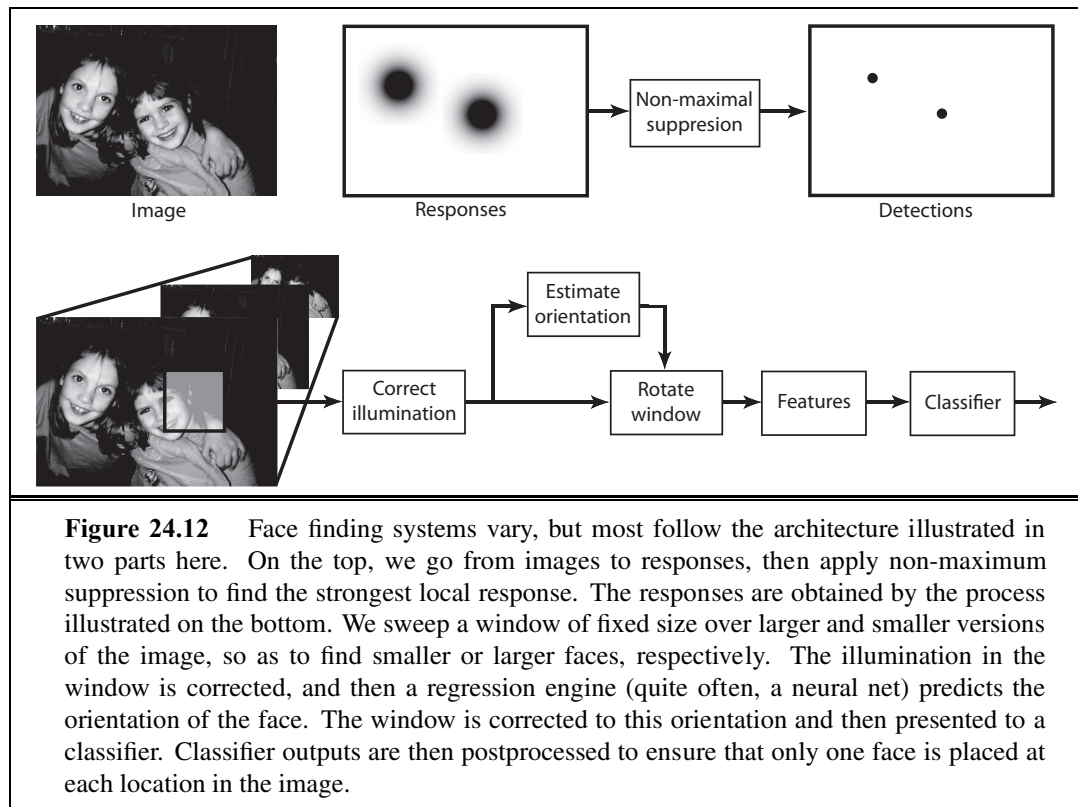 Image
Responses
Non-maximal
suppresion
Detections
Correct
illumination
Estimate
orientation
Rotate
window
Features
Classifier
Figure 24.12 Face finding systems vary, but most follow the architecture illustrated in
two parts here. On the top, we go from images to responses, then apply non-maximum
suppression to find the strongest local response. The responses are obtained by the process
illustrated on the bottom. We sweep a window of fixed size over larger and smaller versions
of the image, so as to find smaller or larger faces, respectively. The illumination in the
window is corrected, and then a regression engine (quite often, a neural net) predicts the
orientation of the face. The window is corrected to this orientation and then presented to a
classifier. Classifier outputs are then postprocessed to ensure that only one face is placed at
each location in the image.